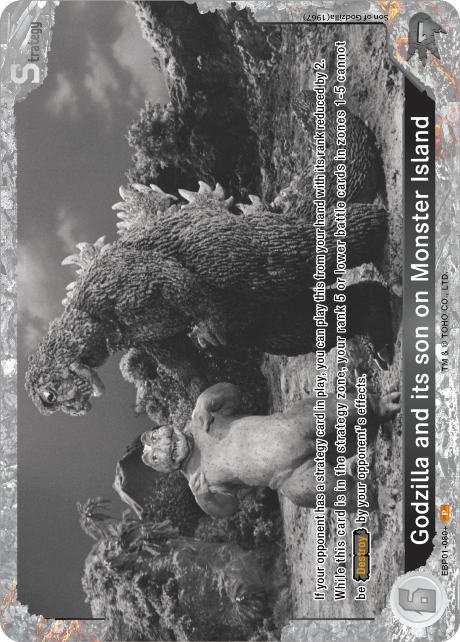 Strategy
Son of Godzilla(1967)
If your opponent has a strategy card in play, you can play this from your hand with its rank reduced by 2.
While this card is in the strategy zone, your rank 5 or lower battle cards in zones 1-5 cannot
be {Destroy} by your opponent's effects.
6
Godzilla and its son on Monster Island
EBP01-080 P
TM & © TOHO CO., LTD.